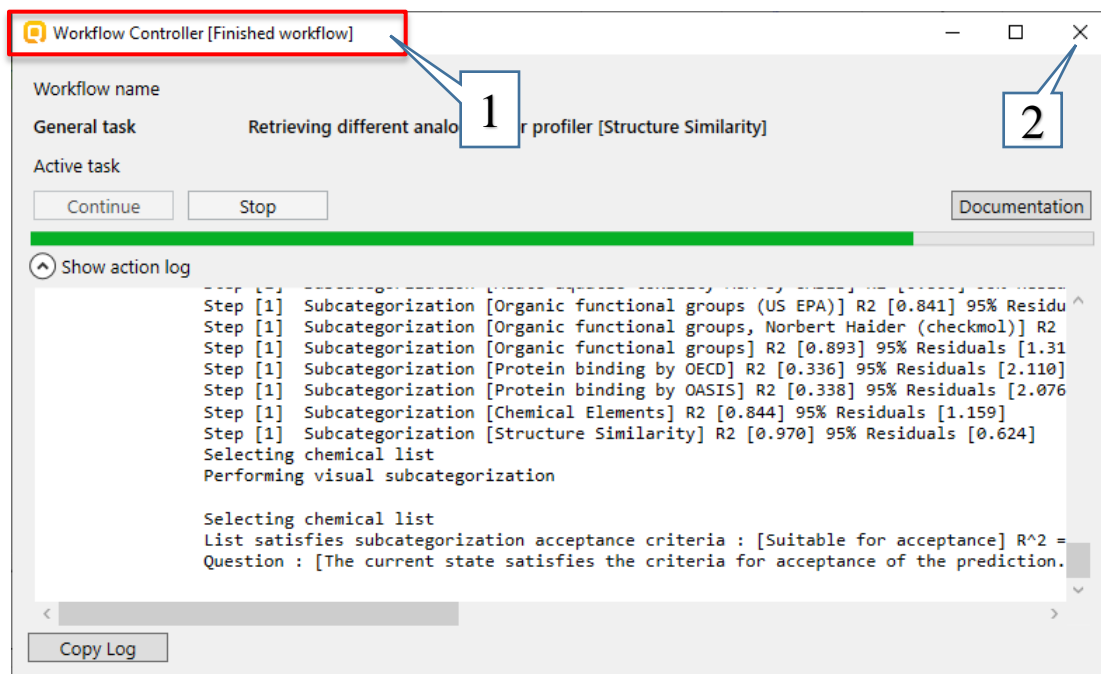 Workflow Controller [Finished workflow]
1
2
Workflow name
General task Retrieving different analo r profiler [Structure Similarity]
Active task
Continue Stop Documentation
Show action log
Step [1] Subcategorization
Step [1] Subcategorization [Organic functional groups (US EPA)] R2 [0.841] 95% Residu
Step [1] Subcategorization [Organic functional groups, Norbert Haider (checkmol)] R2
Step [1] Subcategorization [Organic functional groups] R2 [0.893] 95% Residuals [1.31
Step [1] Subcategorization [Protein binding by OECD] R2 [0.336] 95% Residuals [2.110]
Step [1] Subcategorization [Protein binding by OASIS] R2 [0.338] 95% Residuals [2.076
Step [1] Subcategorization [Chemical Elements] R2 [0.844] 95% Residuals [1.159]
Step [1] Subcategorization [Structure Similarity] R2 [0.970] 95% Residuals [0.624]
Selecting chemical list
Performing visual subcategorization
Selecting chemical list
List satisfies subcategorization acceptance criteria : [Suitable for acceptance] R^2 =
Question : [The current state satisfies the criteria for acceptance of the prediction.
Copy Log